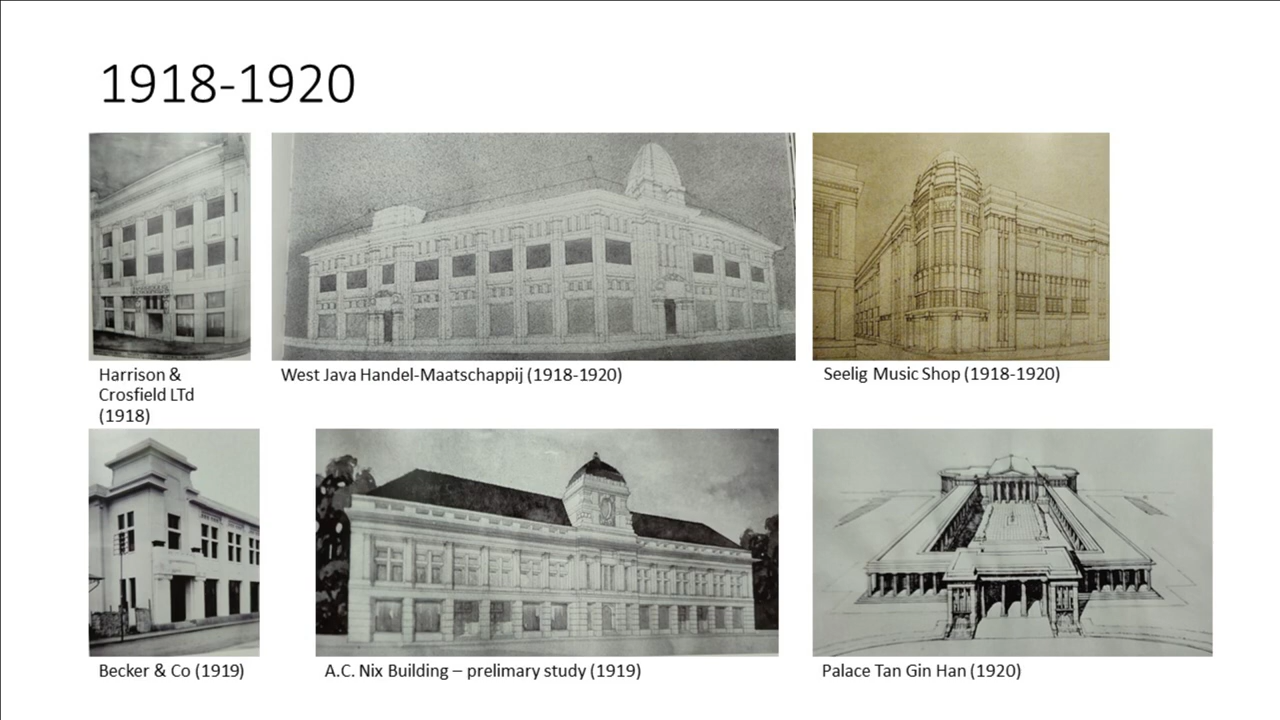 1918-1920
Harrison &
Crosfield LTd
(1918)
West Java Handel-Maatschappij (1918-1920)
Seelig Music Shop (1918-1920)
Becker & Co (1919)
A.C. Nix Building – prelimary study (1919)
Palace Tan Gin Han (1920)